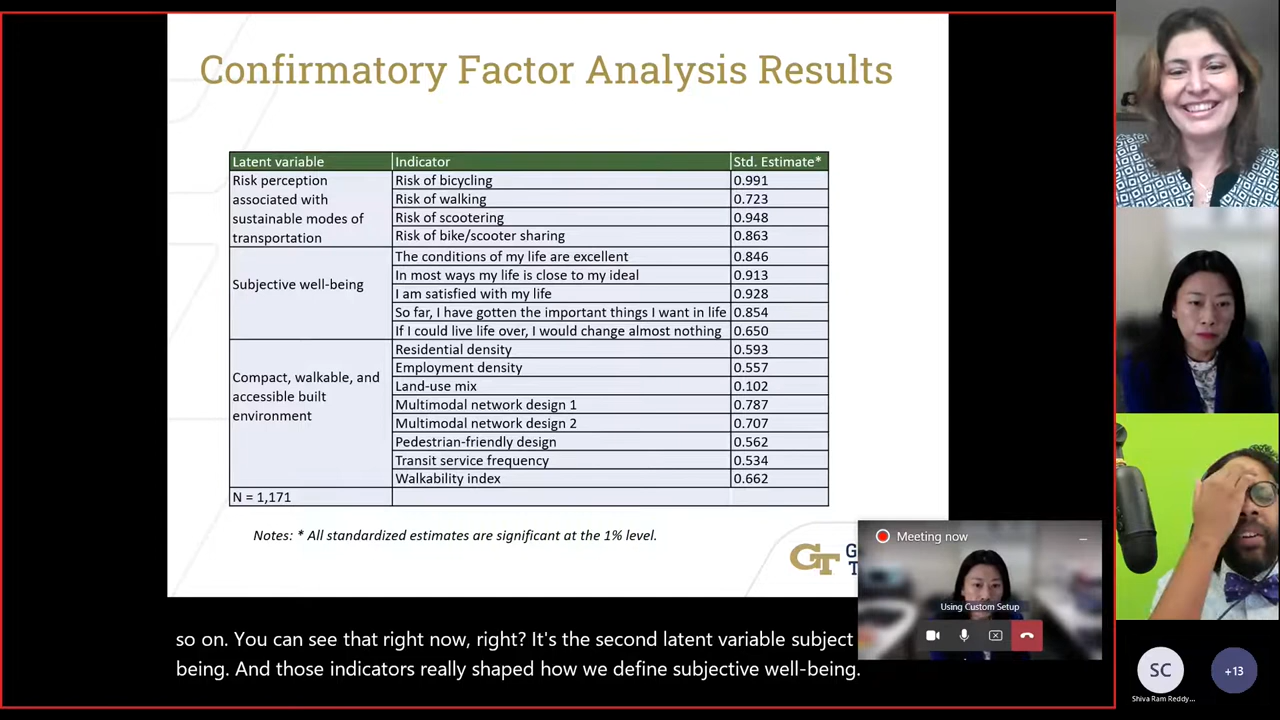 Confirmatory Factor Analysis Results
Latent variable Indicator Std. Estimate*
Risk perception
associated with
sustainable modes of
transportation
Risk of bicycling 0.991
Risk of walking 0.723
Risk of scootering 0.948
Risk of bike/scooter sharing 0.863
Subjective well-being
The conditions of my life are excellent 0.846
In most ways my life is close to my ideal 0.913
I am satisfied with my life 0.928
So far, I have gotten the important things I want in life 0.854
If I could live life over, I would change almost nothing 0.650
Compact, walkable, and
accessible built
environment
Residential density 0.593
Employment density 0.557
Land-use mix 0.102
Multimodal network design 1 0.787
Multimodal network design 2 0.707
Pedestrian-friendly design 0.562
Transit service frequency 0.534
Walkability index 0.662
N = 1,171
Notes: * All standardized estimates are significant at the 1% level.
GT
Meeting now
Using Custom Setup
so on. You can see that right now, right? It's the second latent variable subject
being. And those indicators really shaped how we define subjective well-being.
SC
+13
Shiva Ram Reddy...